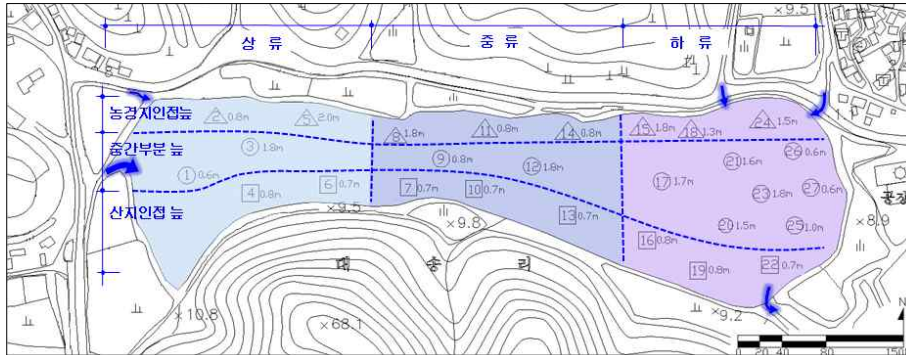 ×9.5
상 류 중 류 하 류
농경지인접늪
중간부분 늪
산지인접 늪
2 0.8m 5 2.0m 8 1.8m 11 0.8m 14 0.8m 15 1.8m 18 1.3m 24 1.5m
3 1.8m 9 0.8m 12 1.8m 21 1.6m 26 0.6m
1 0.6m 4 0.8m 6 0.7m 7 0.7m 10 0.7m 17 1.7m 23 1.8m 27 0.6m
13 0.7m 16 0.8m 20 1.5m 25 1.0m
19 0.8m 22 0.7m
×9.5 ×9.8 ×8.9
대 송 리
×10.8 ×68.1 ×9.2
N
20 40 80